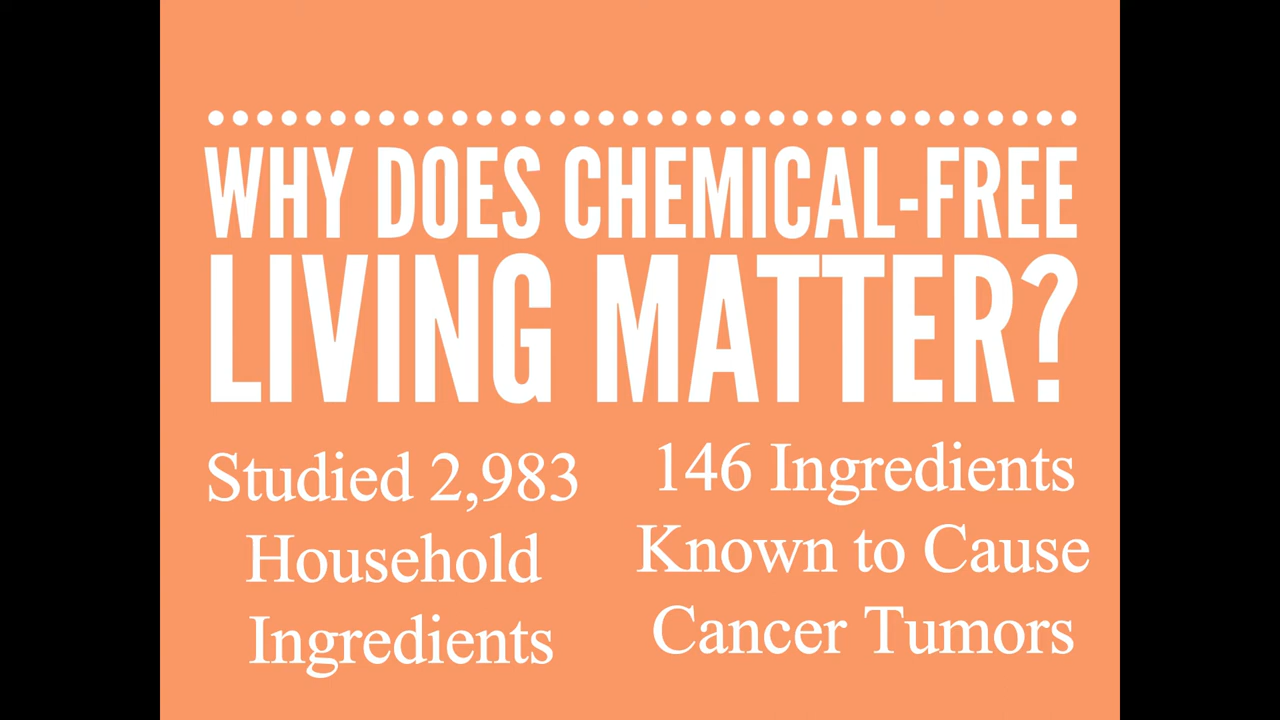 WHY DOES CHEMICAL-FREE
LIVING MATTER?
Studied 2,983
Household
Ingredients
146 Ingredients
Known to Cause
Cancer Tumors